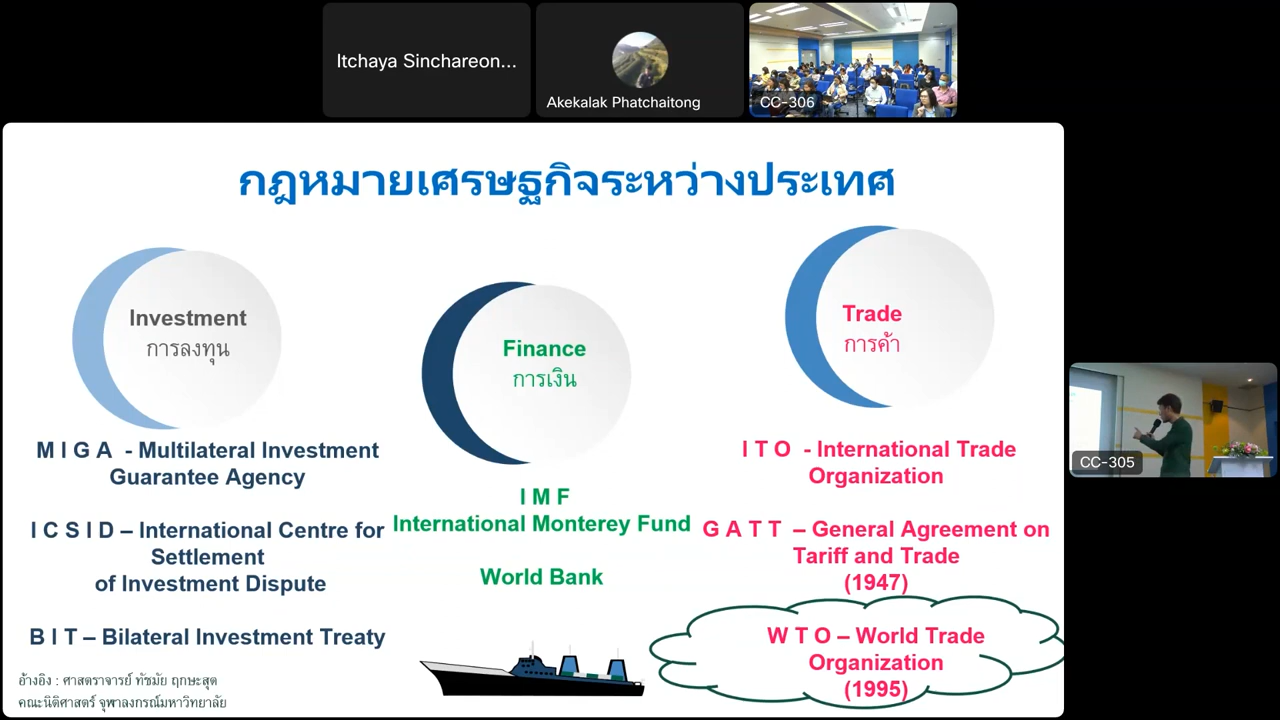 Itchaya Sinchareon...
Akekalak Phatchaitong
CC-306
กฎหมายเศรษฐกิจระหว่างประเทศ
Investment
การลงทุน
M I G A - Multilateral Investment
Guarantee Agency
I C S I D – International Centre for
Settlement
of Investment Dispute
B I T – Bilateral Investment Treaty
Finance
การเงิน
I M F
International Monterey Fund
World Bank
Trade
การค้า
I T O - International Trade
Organization
G A T T – General Agreement on
Tariff and Trade
(1947)
W T O – World Trade
Organization
(1995)
อ้างอิง : ศาสตราจารย์ ทัชมัย ฤกษะสุต
คณะนิติศาสตร์ จุฬาลงกรณ์มหาวิทยาลัย
CC-305